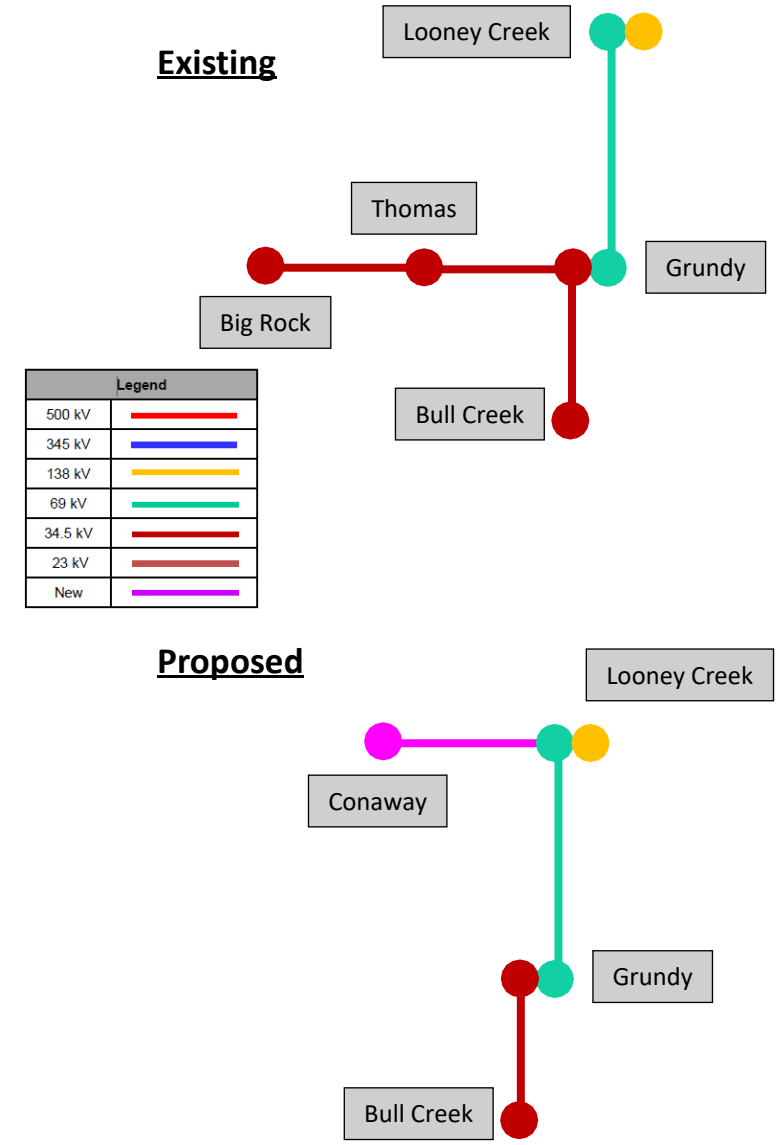 Existing
Looney Creek
Thomas
Grundy
Big Rock
Bull Creek
Legend
500 kV
345 kV
138 kV
69 kV
34.5 kV
23 kV
New
Proposed
Looney Creek
Conaway
Grundy
Bull Creek